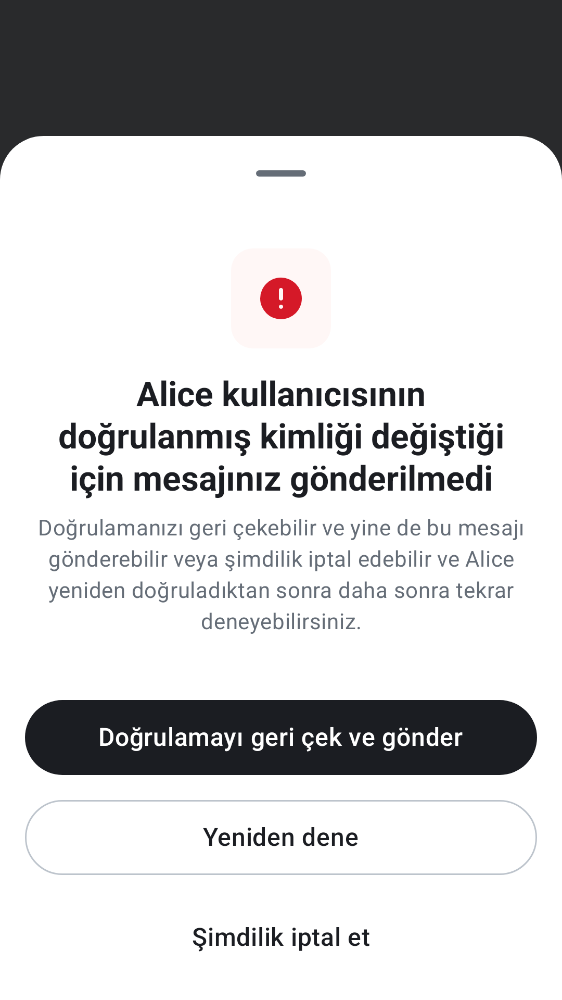 Alice kullanıcısının
doğrulanmış kimliği değiştiği
için mesajınız gönderilmedi
Doğrulamanızı geri çekebilir ve yine de bu mesajı
gönderebilir veya şimdilik iptal edebilir ve Alice
yeniden doğruladıktan sonra daha sonra tekrar
deneyebilirsiniz.
Doğrulamayı geri çek ve gönder
Yeniden dene
Şimdilik iptal et